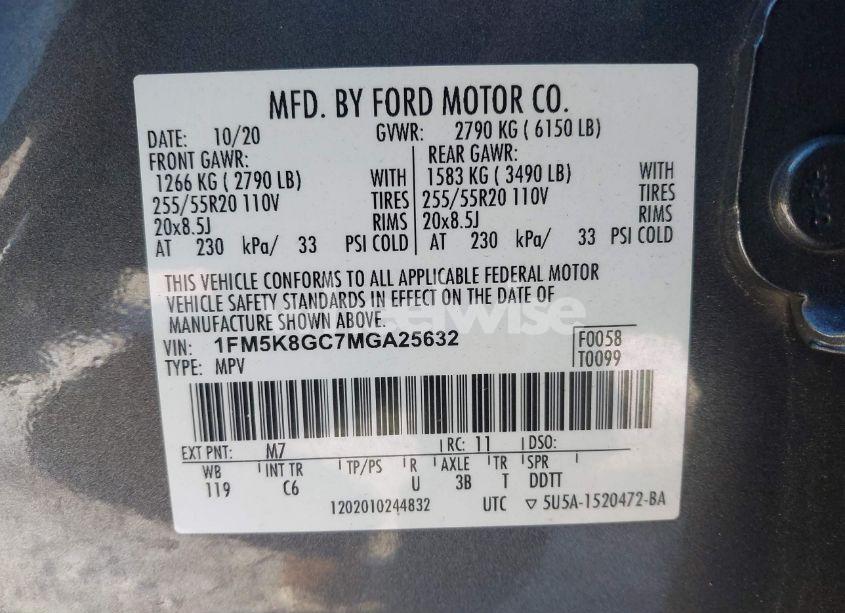 MFD. BY FORD MOTOR CO.
DATE: 10/20 GVWR: 2790 KG ( 6150 LB)
FRONT GAWR: REAR GAWR:
1266 KG ( 2790 LB) WITH 1583 KG ( 3490 LB) WITH
255/55R20 110V TIRES 255/55R20 110V TIRES
20x8.5J RIMS 20x8.5J RIMS
AT 230 kPa/ 33 PSI COLD AT 230 kPa/ 33 PSI COLD
THIS VEHICLE CONFORMS TO ALL APPLICABLE FEDERAL MOTOR
VEHICLE SAFETY STANDARDS IN EFFECT ON THE DATE OF
MANUFACTURE SHOWN ABOVE.
VIN: 1FM5K8GC7MGA25632 F0058
TYPE: MPV T0099
EXT PNT: M7 RC: 11 DSO:
WB INT TR TP/PS R AXLE TR SPR
119 C6 U 3B T DDTT
1202010244832 UTC ▽ 5U5A-1520472-BA